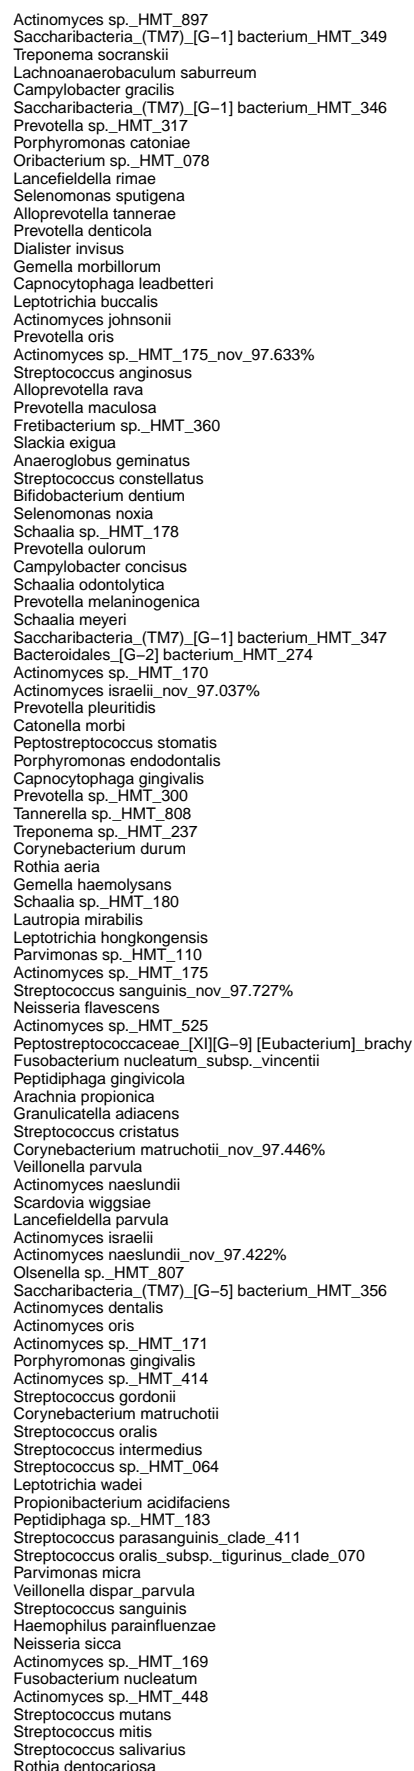 Actinomyces sp._HMT_897
Saccharibacteria_(TM7)_[G−1] bacterium_HMT_349
Treponema socranskii
Lachnoanaerobaculum saburreum
Campylobacter gracilis
Saccharibacteria_(TM7)_[G−1] bacterium_HMT_346
Prevotella sp._HMT_317
Porphyromonas catoniae
Oribacterium sp._HMT_078
Lancefieldella rimae
Selenomonas sputigena
Alloprevotella tannerae
Prevotella denticola
Dialister invisus
Gemella morbillorum
Capnocytophaga leadbetteri
Leptotrichia buccalis
Actinomyces johnsonii
Prevotella oris
Actinomyces sp._HMT_175_nov_97.633%
Streptococcus anginosus
Alloprevotella rava
Prevotella maculosa
Fretibacterium sp._HMT_360
Slackia exigua
Anaeroglobus geminatus
Streptococcus constellatus
Bifidobacterium dentium
Selenomonas noxia
Schaalia sp._HMT_178
Prevotella oulorum
Campylobacter concisus
Schaalia odontolytica
Prevotella melaninogenica
Schaalia meyeri
Saccharibacteria_(TM7)_[G−1] bacterium_HMT_347
Bacteroidales_[G−2] bacterium_HMT_274
Actinomyces sp._HMT_170
Actinomyces israelii_nov_97.037%
Prevotella pleuritidis
Catonella morbi
Peptostreptococcus stomatis
Porphyromonas endodontalis
Capnocytophaga gingivalis
Prevotella sp._HMT_300
Tannerella sp._HMT_808
Treponema sp._HMT_237
Corynebacterium durum
Rothia aeria
Gemella haemolysans
Schaalia sp._HMT_180
Lautropia mirabilis
Leptotrichia hongkongensis
Parvimonas sp._HMT_110
Actinomyces sp._HMT_175
Streptococcus sanguinis_nov_97.727%
Neisseria flavescens
Actinomyces sp._HMT_525
Peptostreptococcaceae_[XI][G−9] [Eubacterium]_brachy
Fusobacterium nucleatum_subsp._vincentii
Peptidiphaga gingivicola
Arachnia propionica
Granulicatella adiacens
Streptococcus cristatus
Corynebacterium matruchotii_nov_97.446%
Veillonella parvula
Actinomyces naeslundii
Scardovia wiggsiae
Lancefieldella parvula
Actinomyces israelii
Actinomyces naeslundii_nov_97.422%
Olsenella sp._HMT_807
Saccharibacteria_(TM7)_[G−5] bacterium_HMT_356
Actinomyces dentalis
Actinomyces oris
Actinomyces sp._HMT_171
Porphyromonas gingivalis
Actinomyces sp._HMT_414
Streptococcus gordonii
Corynebacterium matruchotii
Streptococcus oralis
Streptococcus intermedius
Streptococcus sp._HMT_064
Leptotrichia wadei
Propionibacterium acidifaciens
Peptidiphaga sp._HMT_183
Streptococcus parasanguinis_clade_411
Streptococcus oralis_subsp._tigurinus_clade_070
Parvimonas micra
Veillonella dispar_parvula
Streptococcus sanguinis
Haemophilus parainfluenzae
Neisseria sicca
Actinomyces sp._HMT_169
Fusobacterium nucleatum
Actinomyces sp._HMT_448
Streptococcus mutans
Streptococcus mitis
Streptococcus salivarius
Rothia dentocariosa